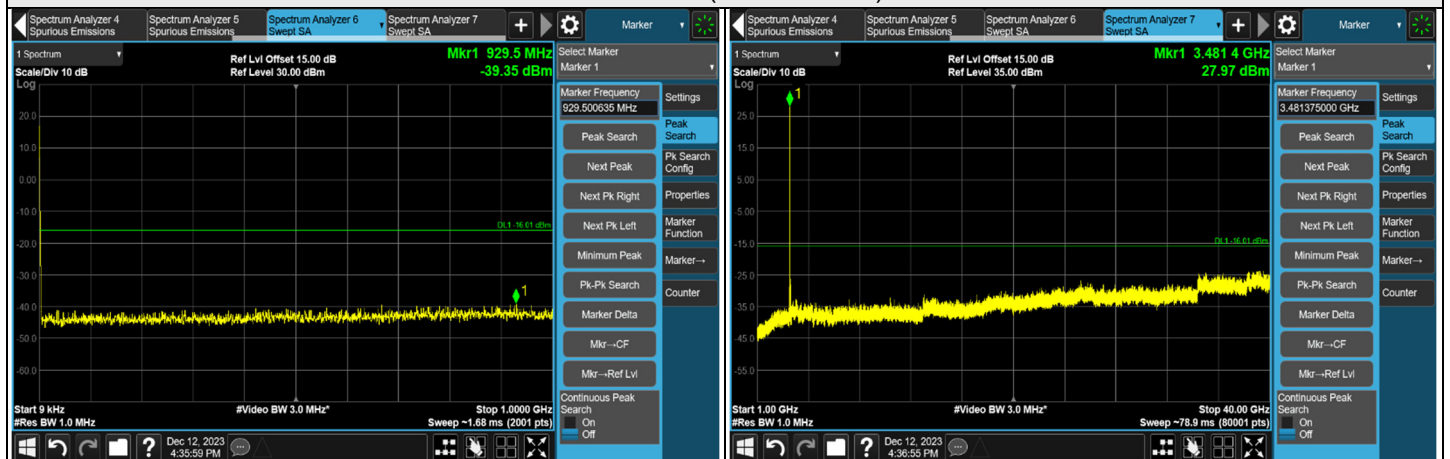 Spectrum Analyzer 4
Spurious Emissions
Spectrum Analyzer 5
Spurious Emissions
Spectrum Analyzer 6
Swept SA
Spectrum Analyzer 7
Swept SA
+
Marker
1 Spectrum
Scale/Div 10 dB
Log
Ref Lvl Offset 15.00 dB
Ref Level 30.00 dBm
Mkr1 929.5 MHz
-39.35 dBm
20.0
10.0
0.00
-10.0
-20.0
-30.0
-40.0
-50.0
-60.0
DL1 -16.01 dBm
1
Start 9 kHz
#Res BW 1.0 MHz
#Video BW 3.0 MHz*
Stop 1.0000 GHz
Sweep ~1.68 ms (2001 pts)
Select Marker
Marker 1
Marker Frequency
929.500635 MHz
Peak Search
Next Peak
Next Pk Right
Next Pk Left
Minimum Peak
Pk-Pk Search
Marker Delta
Mkr→CF
Mkr→Ref Lvl
Continuous Peak
Search
On
Off
Settings
Peak
Search
Pk Search
Config
Properties
Marker
Function
Marker→
Counter
?
Dec 12, 2023
4:35:59 PM
Spectrum Analyzer 4
Spurious Emissions
Spectrum Analyzer 5
Spurious Emissions
Spectrum Analyzer 6
Swept SA
Spectrum Analyzer 7
Swept SA
+
Marker
1 Spectrum
Scale/Div 10 dB
Log
Ref Lvl Offset 15.00 dB
Ref Level 35.00 dBm
Mkr1 3.481 4 GHz
27.97 dBm
25.0
15.0
5.00
-5.00
-15.0
-25.0
-35.0
-45.0
-55.0
DL1 -16.01 dBm
1
Start 1.00 GHz
#Res BW 1.0 MHz
#Video BW 3.0 MHz*
Stop 40.00 GHz
Sweep ~78.9 ms (80001 pts)
Select Marker
Marker 1
Marker Frequency
3.481375000 GHz
Peak Search
Next Peak
Next Pk Right
Next Pk Left
Minimum Peak
Pk-Pk Search
Marker Delta
Mkr→CF
Mkr→Ref Lvl
Continuous Peak
Search
On
Off
Settings
Peak
Search
Pk Search
Config
Properties
Marker
Function
Marker→
Counter
?
Dec 12, 2023
4:36:55 PM